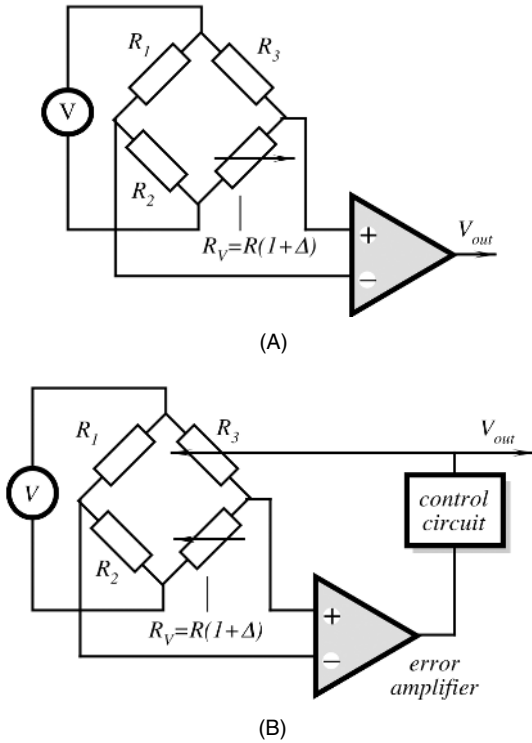 R1
R3
V
R2
RV=R(1+Δ)
+
−
Vout
(A)
R1
R3
Vout
V
control
circuit
R2
RV=R(1+Δ)
+
−
error
amplifier
(B)